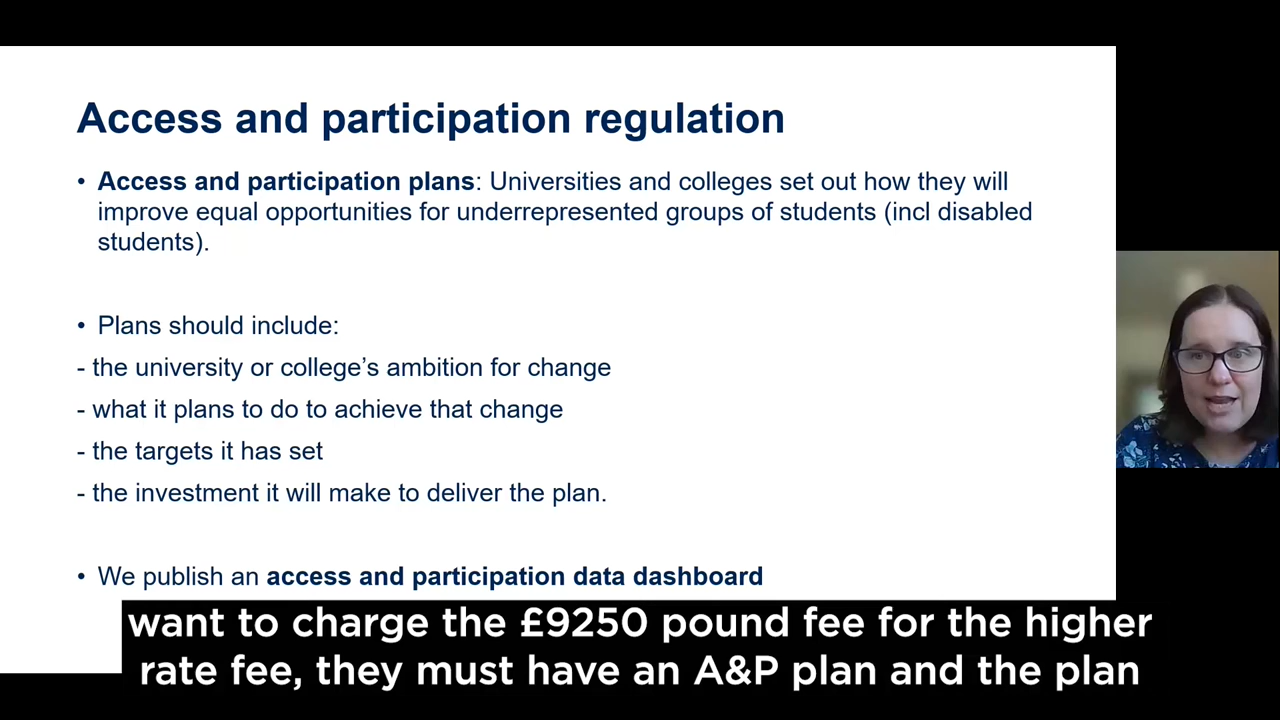 Access and participation regulation
• Access and participation plans: Universities and colleges set out how they will
improve equal opportunities for underrepresented groups of students (incl disabled
students).
• Plans should include:
- the university or college’s ambition for change
- what it plans to do to achieve that change
- the targets it has set
- the investment it will make to deliver the plan.
• We publish an access and participation data dashboard
want to charge the £9250 pound fee for the higher
rate fee, they must have an A&P plan and the plan